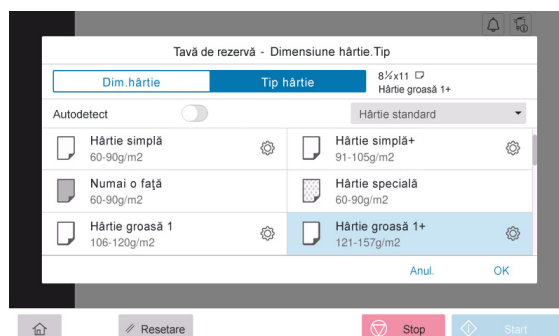 Tavă de rezervă - Dimensiune hârtie.Tip
Dim.hârtie
Tip hârtie
8½x11
Hârtie groasă 1+
Autodetect
Hârtie standard
Hârtie simplă
60-90g/m2
Hârtie simplă+
91-105g/m2
Numai o faţă
60-90g/m2
Hârtie specială
60-90g/m2
Hârtie groasă 1
106-120g/m2
Hârtie groasă 1+
121-157g/m2
Anul.
OK
Resetare
Stop
Start